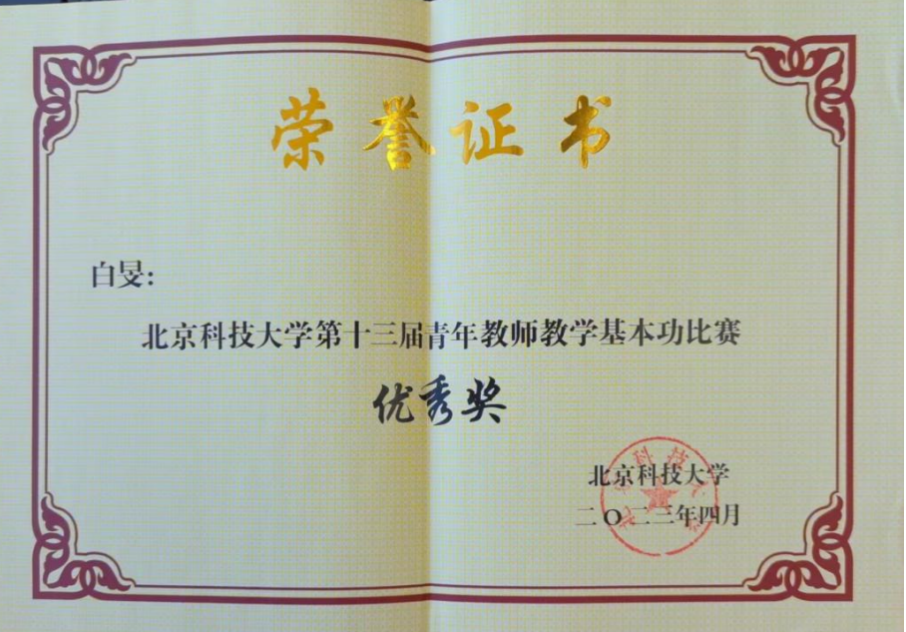 荣誉证书
白旻：
北京科技大学第十三届青年教师教学基本功比赛
优秀奖
北京科技大学
二〇二三年四月